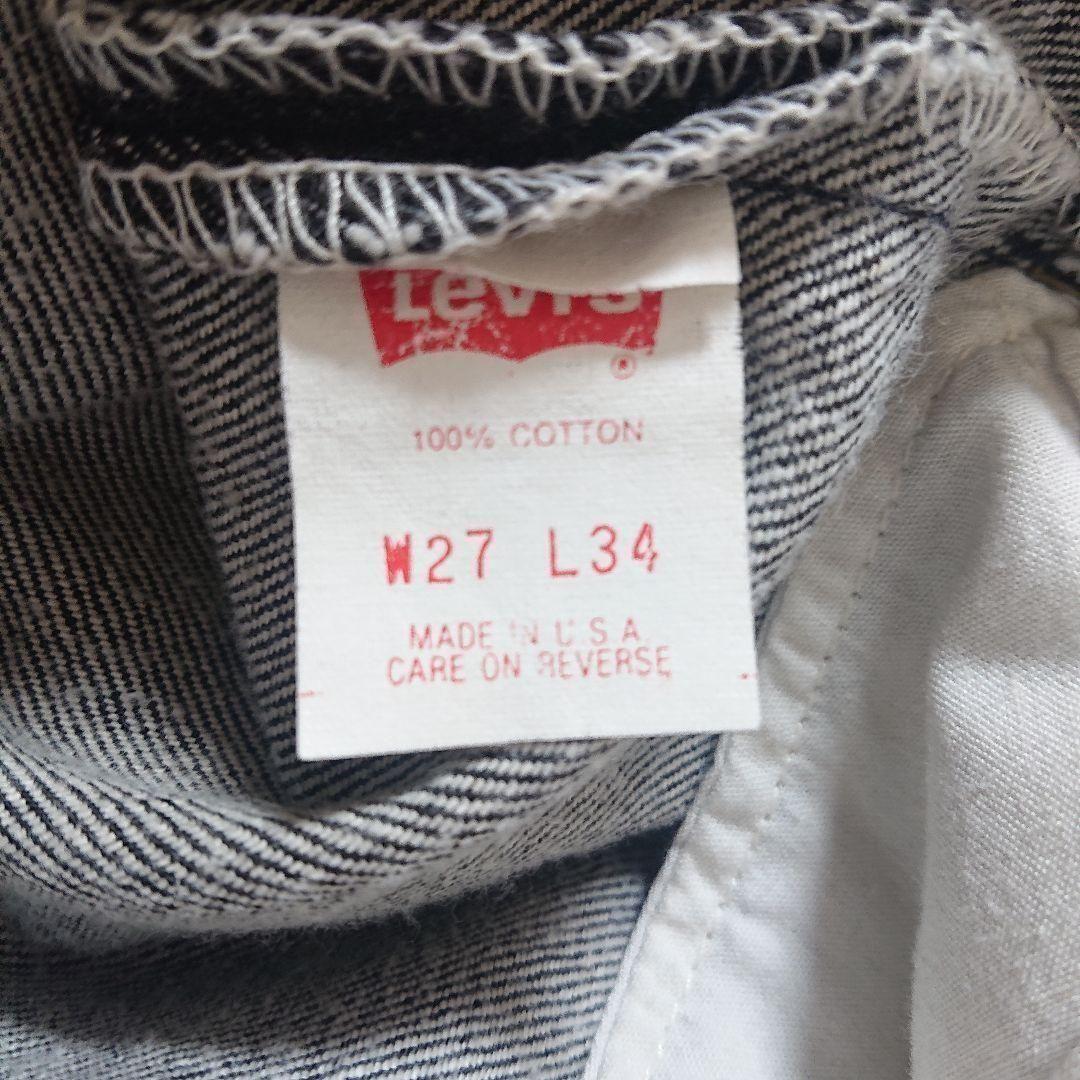 Levi's
®
100% COTTON
W27 L34
MADE IN U.S.A.
CARE ON REVERSE